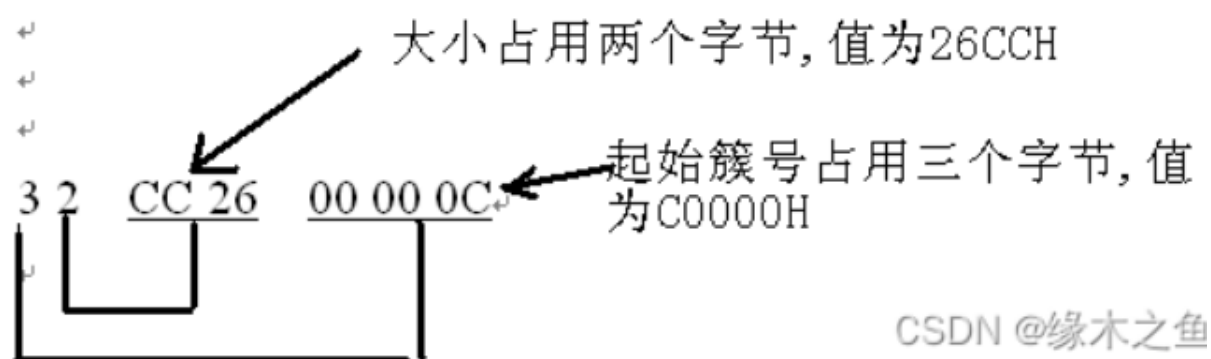 大小占用两个字节,值为26CCH
起始簇号占用三个字节,值
为C0000H
3 2 CC 26 00 00 0C
CSDN @缘木之鱼